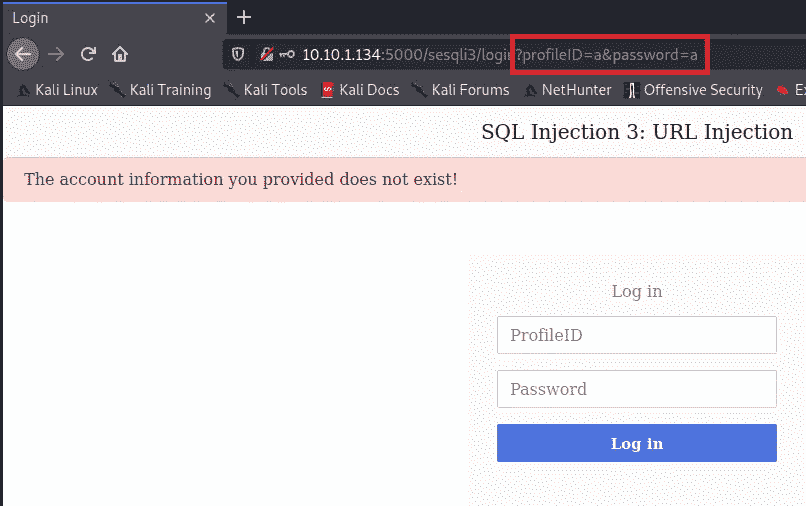 Login
10.10.1.134:5000/sesqli3/login?profileID=a&password=a
Kali Linux Kali Training Kali Tools Kali Docs Kali Forums NetHunter Offensive Security Ex
SQL Injection 3: URL Injection
The account information you provided does not exist!
Log in
ProfileID
Password
Log in